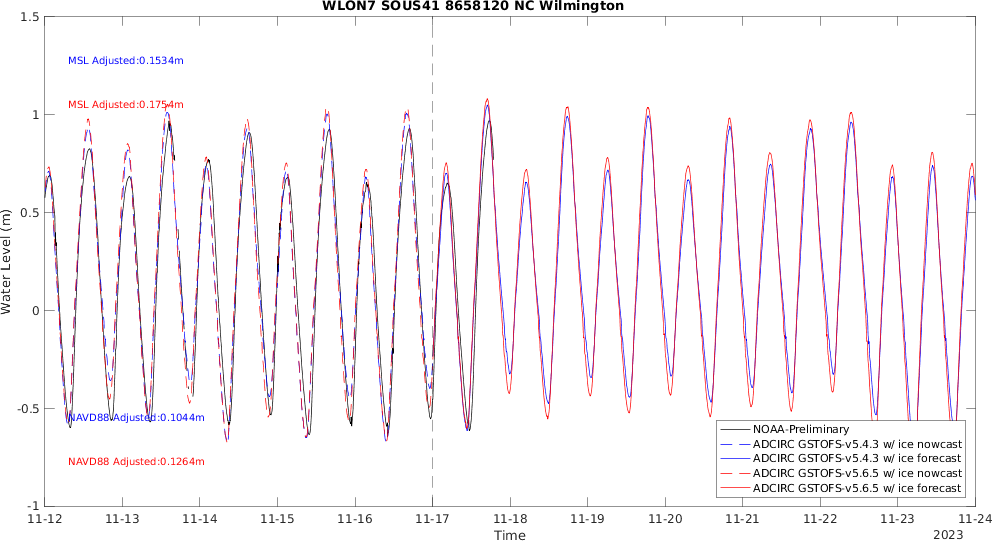 WLON7 SOUS41 8658120 NC Wilmington
1.5
1
0.5
0
-0.5
-1
Water Level (m)
MSL Adjusted:0.1534m
MSL Adjusted:0.1754m
NAVD88 Adjusted:0.1044m
NAVD88 Adjusted:0.1264m
NOAA-Preliminary
ADCIRC GSTOFS-v5.4.3 w/ ice nowcast
ADCIRC GSTOFS-v5.4.3 w/ ice forecast
ADCIRC GSTOFS-v5.6.5 w/ ice nowcast
ADCIRC GSTOFS-v5.6.5 w/ ice forecast
11-12 11-13 11-14 11-15 11-16 11-17 11-18 11-19 11-20 11-21 11-22 11-23 11-24
Time
2023